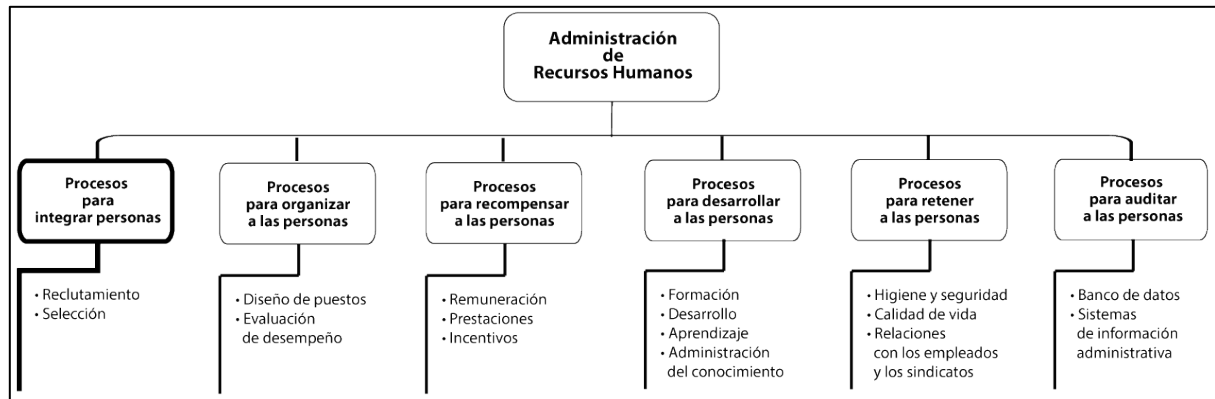 Administración
de
Recursos Humanos
Procesos
para
integrar personas
• Reclutamiento
• Selección
Procesos
para organizar
a las personas
• Diseño de puestos
• Evaluación
de desempeño
Procesos
para recompensar
a las personas
• Remuneración
• Prestaciones
• Incentivos
Procesos
para desarrollar
a las personas
• Formación
• Desarrollo
• Aprendizaje
• Administración
del conocimiento
Procesos
para retener
a las personas
• Higiene y seguridad
• Calidad de vida
• Relaciones
con los empleados
y los sindicatos
Procesos
para auditar
a las personas
• Banco de datos
• Sistemas
de información
administrativa